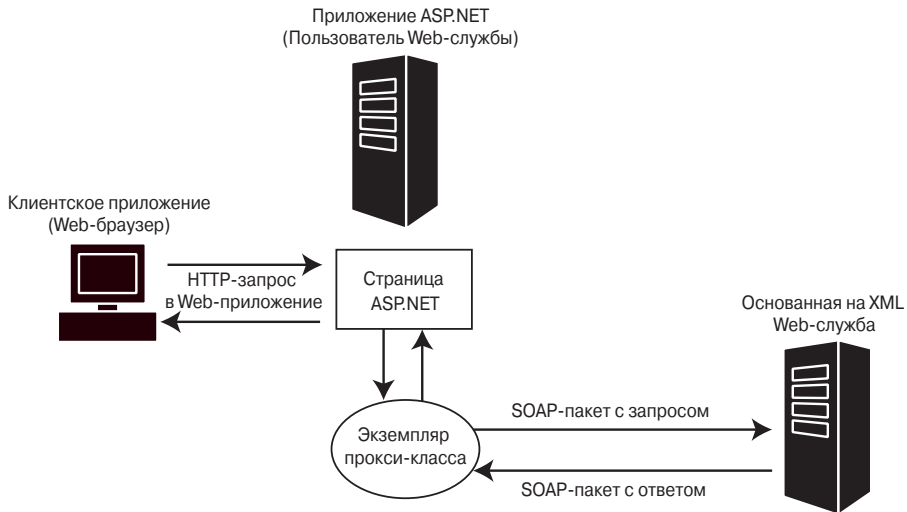 Приложение ASP.NET
(Пользователь Web-службы)
Клиентское приложение
(Web-браузер)
HTTP-запрос
в Web-приложение
Страница
ASP.NET
Основанная на XML
Web-служба
SOAP-пакет с запросом
Экземпляр
прокси-класса
SOAP-пакет с ответом